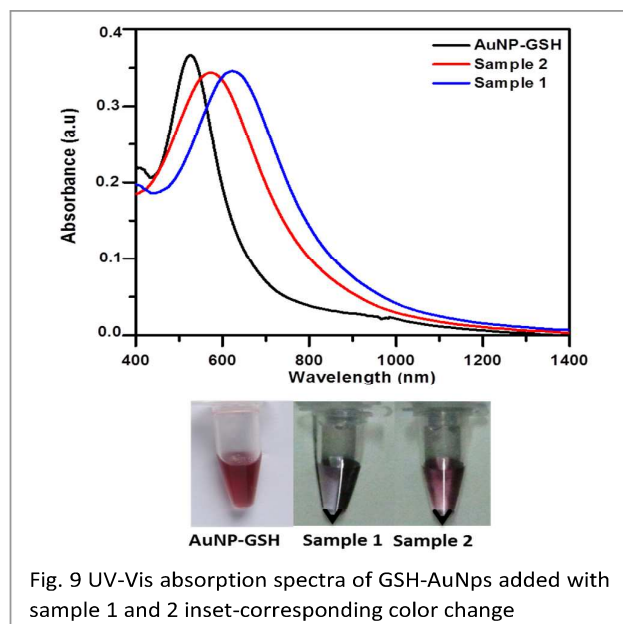 0.4
AuNP-GSH
Sample 2
Sample 1
0.3
0.2
0.1
0.0
Absorbance (a.u)
400 600 800 1000 1200 1400
Wavelength (nm)
AuNP-GSH Sample 1 Sample 2
Fig. 9 UV-Vis absorption spectra of GSH-AuNps added with
sample 1 and 2 inset-corresponding color change